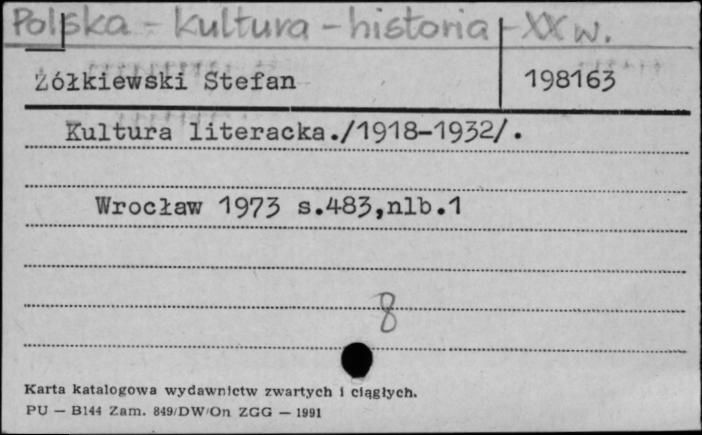 Polska - kultura - historia - XX w.
Żółkiewski Stefan 198163
Kultura literacka./1918-1932/.
Wrocław 1973 s.483,nlb.1
8
Karta katalogowa wydawnictw zwartych i ciągłych.
PU — B144 Zam. 849/DW/On ZGG — 1991